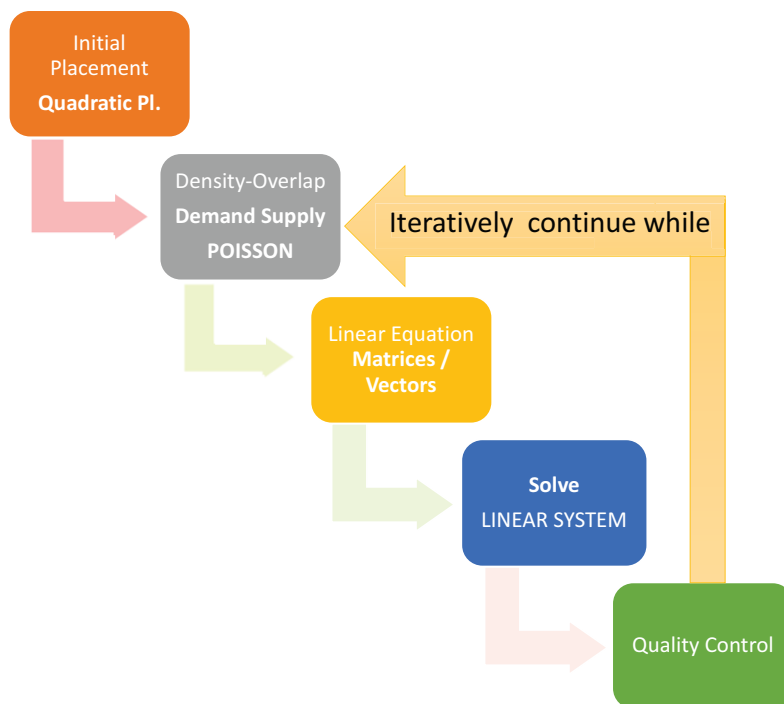 Initial
Placement
Quadratic Pl.
Density-Overlap
Demand Supply
POISSON
Iteratively continue while
Linear Equation
Matrices /
Vectors
Solve
LINEAR SYSTEM
Quality Control